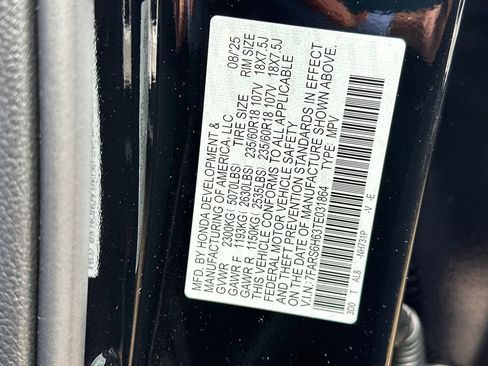 MFD. BY HONDA DEVELOPMENT &
MANUFACTURING OF AMERICA, LLC 08/25
GVWR 2300KG( 5070LBS) TIRE SIZE RIM SIZE
GAWR F 1193KG( 2630LBS) 235/60R18 107V 18X7.5J
GAWR R 1150KG( 2535LBS) 235/60R18 107V 18X7.5J
THIS VEHICLE CONFORMS TO ALL APPLICABLE
FEDERAL MOTOR VEHICLE SAFETY
AND THEFT PREVENTION STANDARDS IN EFFECT
ON THE DATE OF MANUFACTURE SHOWN ABOVE.
V.I.N.: 7FARS6H63TE031864 TYPE: MPV
300 T AL8 -NH731P -V -E